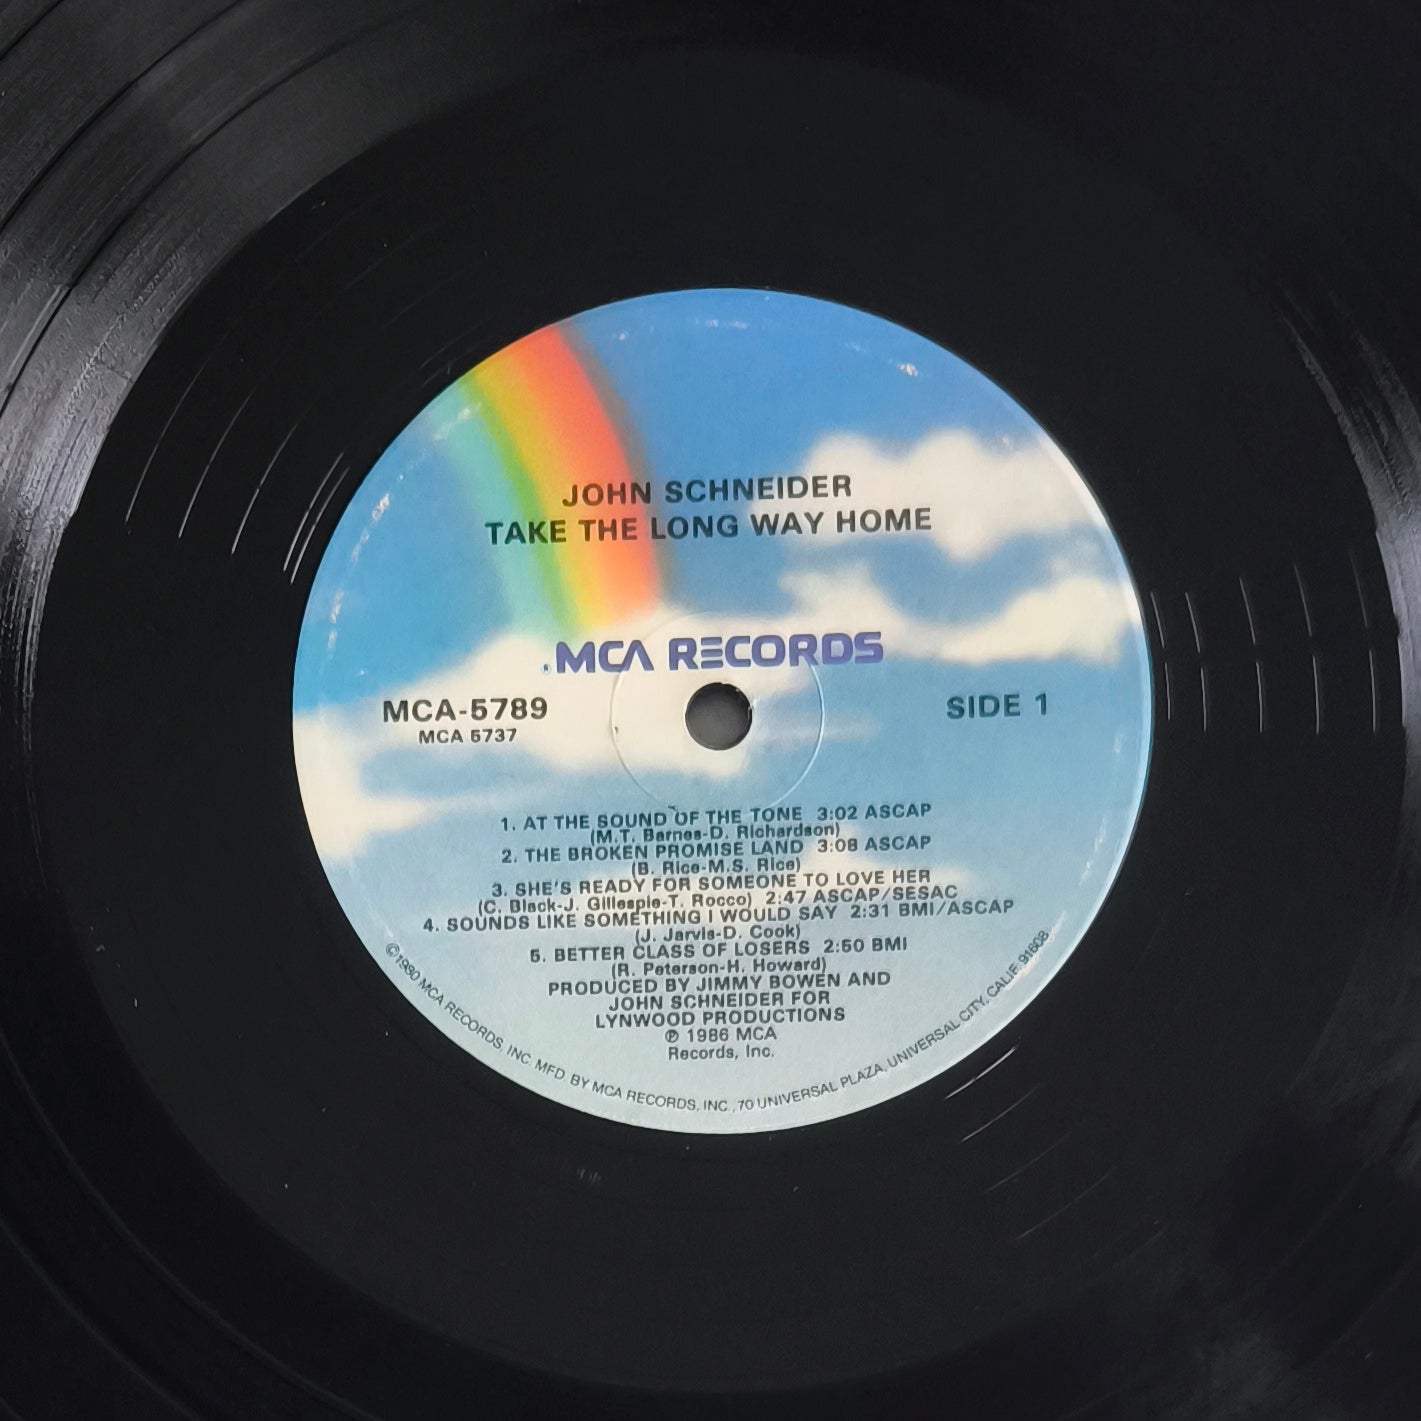 JOHN SCHNEIDER
TAKE THE LONG WAY HOME
MCA RECORDS
MCA-5789
MCA 5737
SIDE 1
1. AT THE SOUND OF THE TONE 3:02 ASCAP
(M.T. Barnes-D. Richardson)
2. THE BROKEN PROMISE LAND 3:08 ASCAP
(B. Rice-M.S. Rice)
3. SHE'S READY FOR SOMEONE TO LOVE HER
(C. Black-J. Gillespie-T. Rocco) 2:47 ASCAP/SESAC
4. SOUNDS LIKE SOMETHING I WOULD SAY 2:31 BMI/ASCAP
(J. Jarvis-D. Cook)
5. BETTER CLASS OF LOSERS 2:50 BMI
(R. Peterson-H. Howard)
PRODUCED BY JIMMY BOWEN AND
JOHN SCHNEIDER FOR
LYNWOOD PRODUCTIONS
℗ 1986 MCA
Records, Inc.
©1980 MCA RECORDS, INC. MFD. BY MCA RECORDS, INC., 70 UNIVERSAL PLAZA, UNIVERSAL CITY, CALIF. 91608